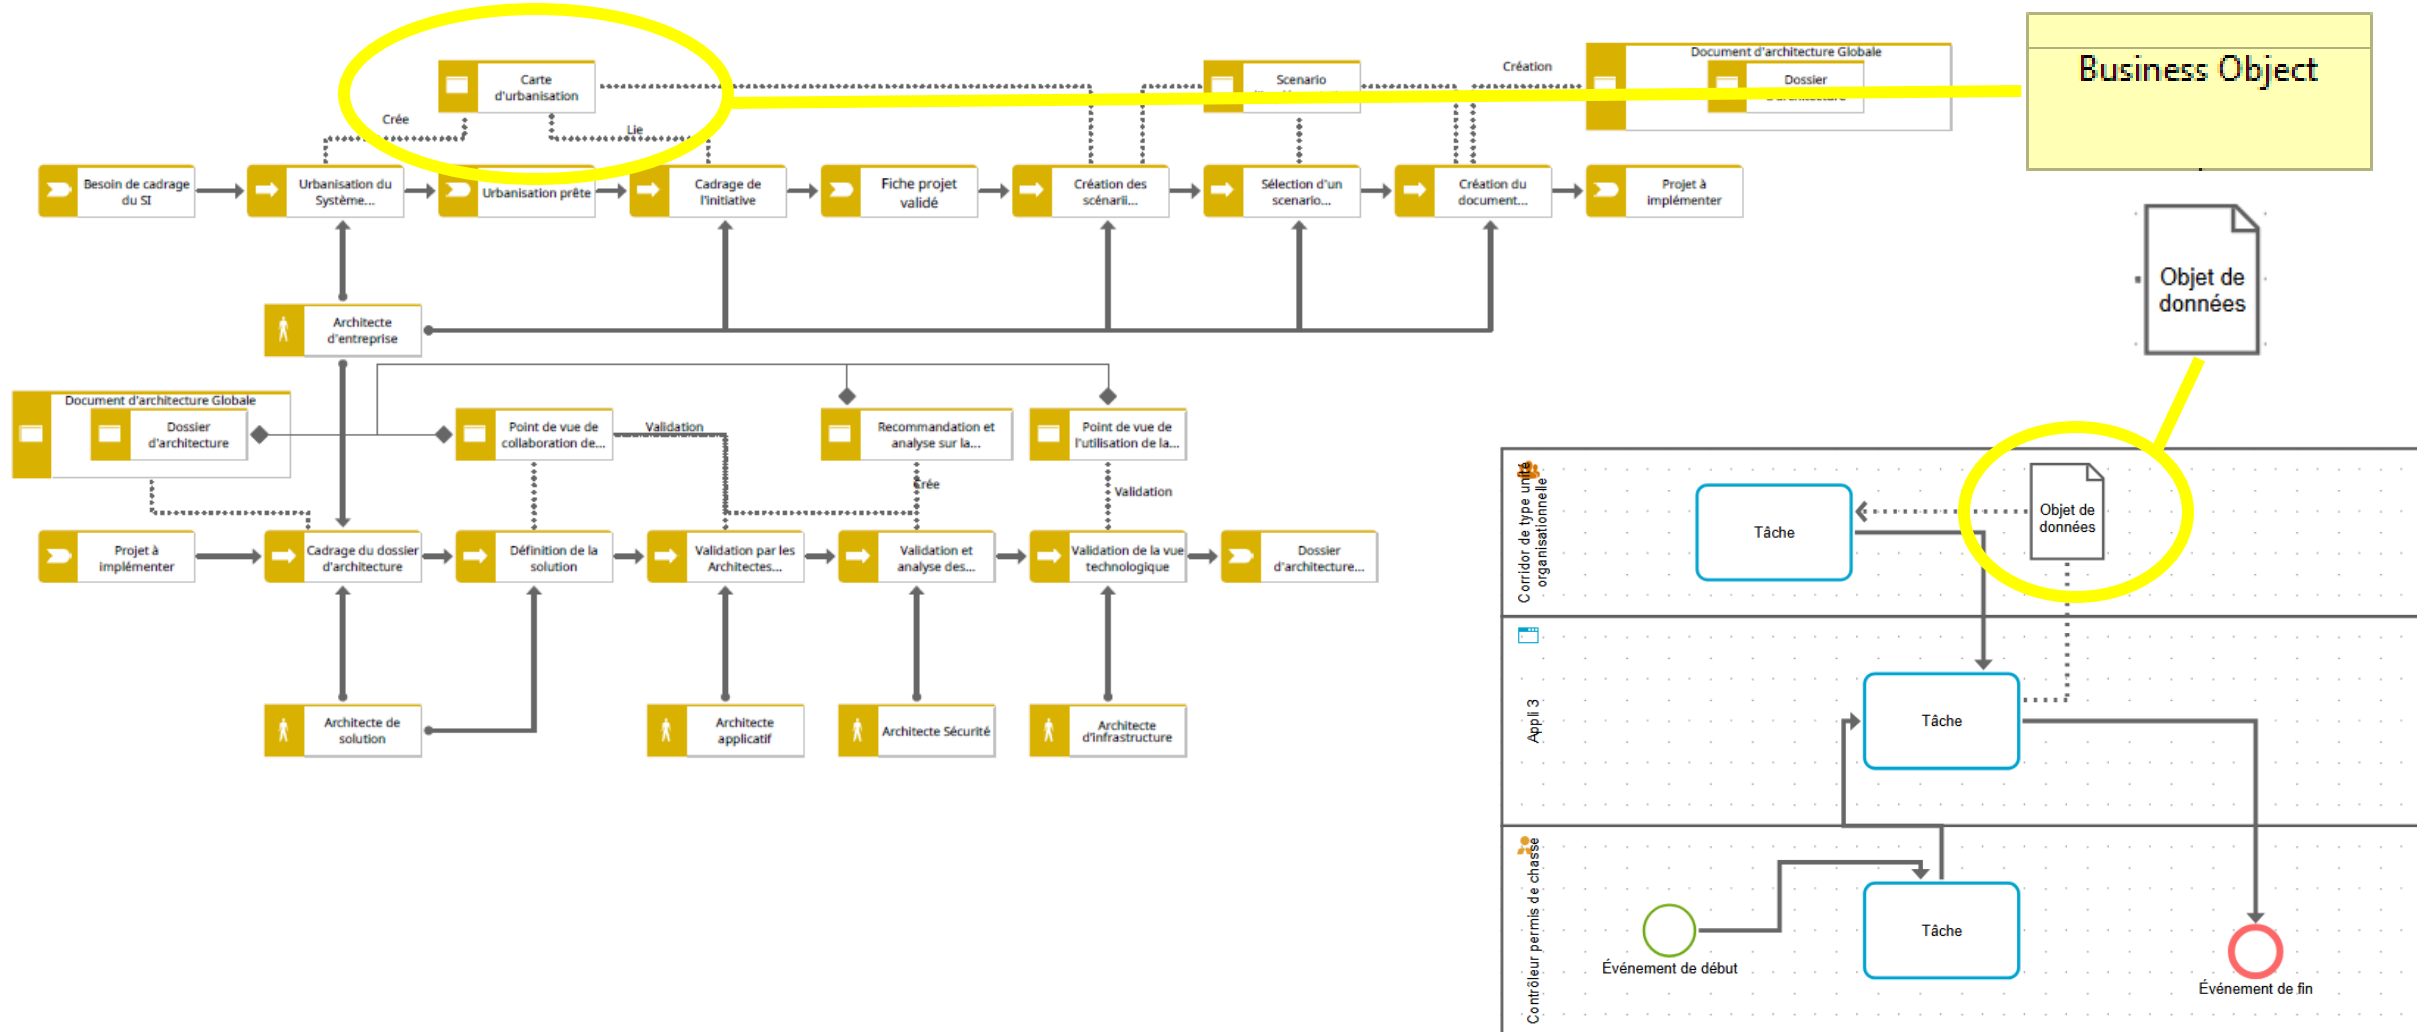 Document d'architecture Globale
Business Object
Carte
d'urbanisation
Scenario
Création
Dossier
Crée
Lie
Besoin de cadrage
du SI
Urbanisation du
Système...
Urbanisation prête
Cadrage de
l'initiative
Fiche projet
validé
Création des
scénarii...
Sélection d'un
scenario...
Création du
document...
Projet à
implémenter
Objet de
données
Architecte
d'entreprise
Document d'architecture Globale
Dossier
d'architecture
Point de vue de
collaboration de...
Validation
Recommandation et
analyse sur la...
Point de vue de
l'utilisation de la...
Crée
Validation
Projet à
implémenter
Cadrage du dossier
d'architecture
Définition de la
solution
Validation par les
Architectes...
Validation et
analyse des...
Validation de la vue
technologique
Dossier
d'architecture...
Architecte de
solution
Architecte
applicatif
Architecte Sécurité
Architecte
d'infrastructure
Corridor de type unité
organisationnelle
Tâche
Objet de
données
Appli 3
Tâche
Contrôleur permis de chasse
Tâche
Événement de début
Événement de fin